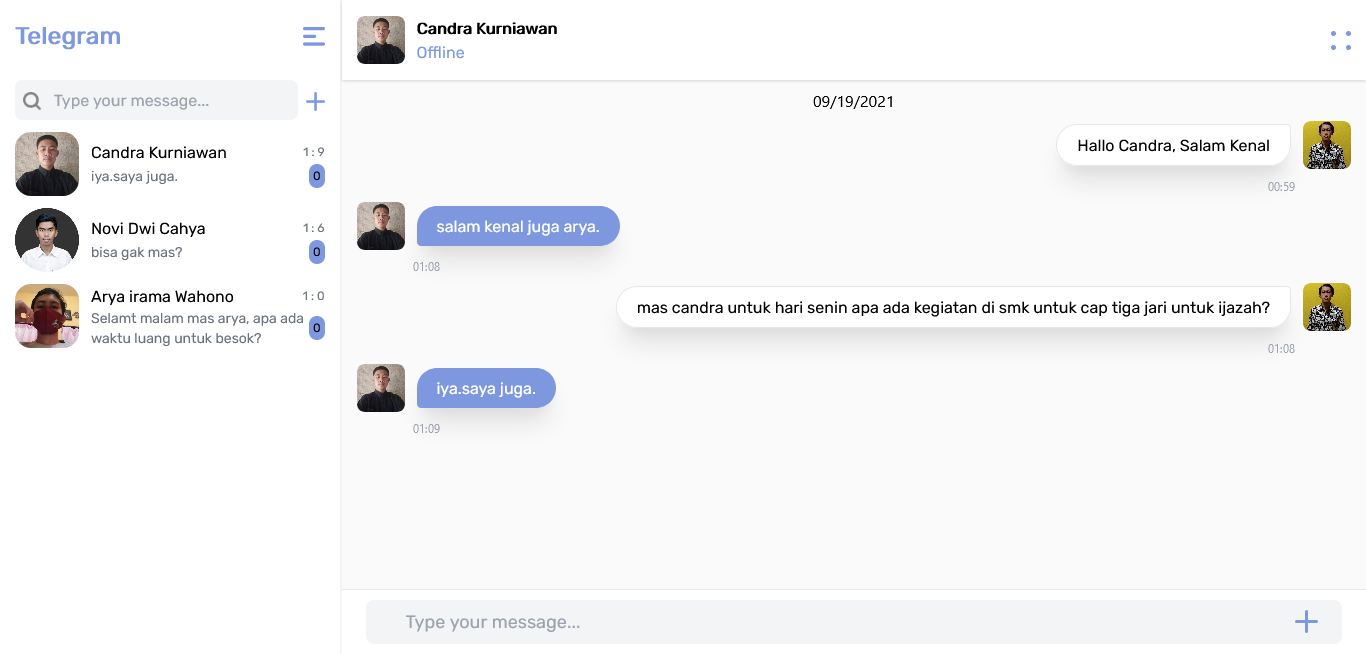 Telegram
Type your message...
Candra Kurniawan
1 : 9
iya.saya juga.
0
Novi Dwi Cahya
1 : 6
bisa gak mas?
0
Arya irama Wahono
1 : 0
Selamt malam mas arya, apa ada
waktu luang untuk besok?
0
Candra Kurniawan
Offline
09/19/2021
Hallo Candra, Salam Kenal
00:59
salam kenal juga arya.
01:08
mas candra untuk hari senin apa ada kegiatan di smk untuk cap tiga jari untuk ijazah?
01:08
iya.saya juga.
01:09
Type your message...